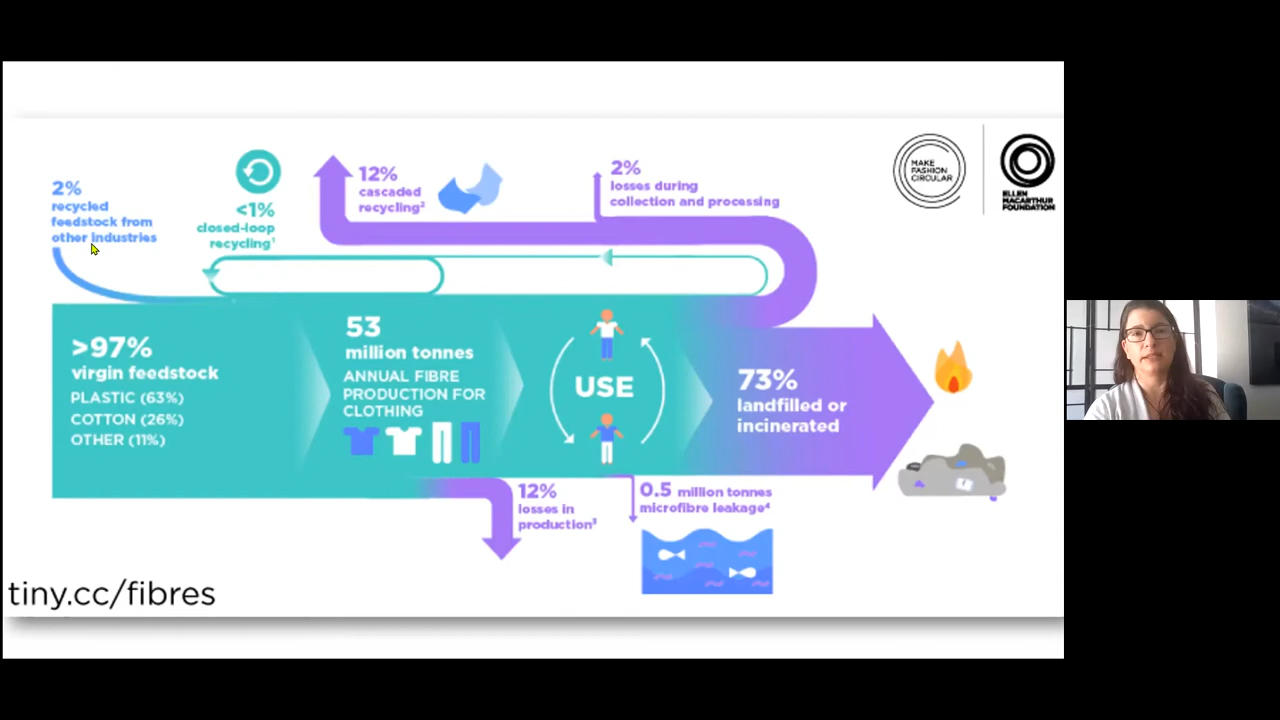 2%
recycled
feedstock from
other industries
<1%
closed-loop
recycling¹
12%
cascaded
recycling²
2%
losses during
collection and processing
MAKE
FASHION
CIRCULAR
ELLEN
MACARTHUR
FOUNDATION
>97%
virgin feedstock
PLASTIC (63%)
COTTON (26%)
OTHER (11%)
53
million tonnes
ANNUAL FIBRE
PRODUCTION FOR
CLOTHING
USE
73%
landfilled or
incinerated
12%
losses in
production³
0.5 million tonnes
microfibre leakage⁴
tiny.cc/fibres